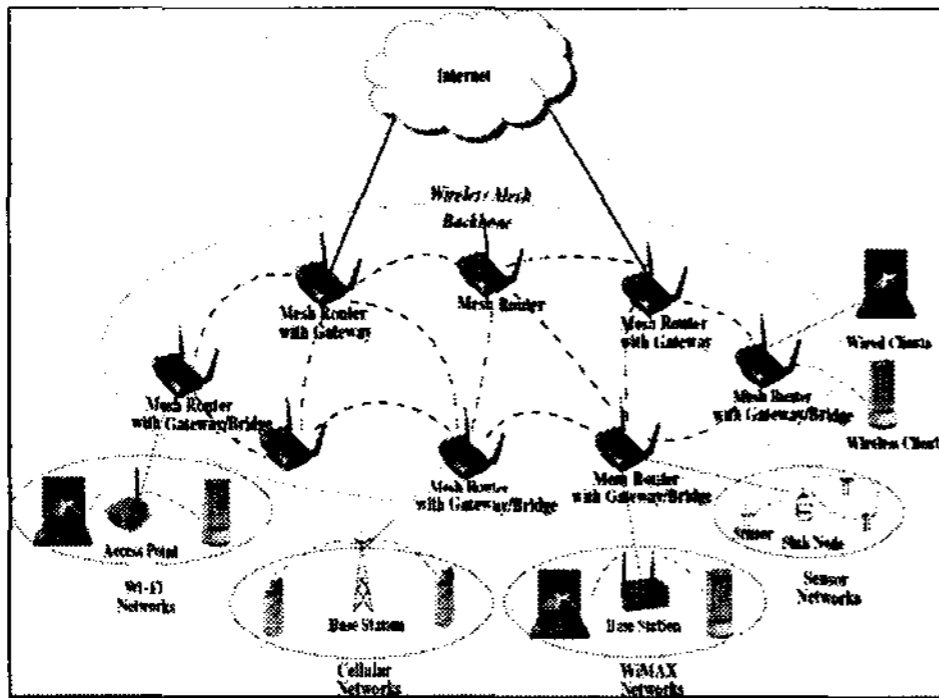 Internet
Wireless Mesh
Backbone
Mesh Router
with Gateway
Mesh Router
Mesh Router
with Gateway
Wired Clients
Mesh Router
with Gateway/Bridge
Mesh Router
with Gateway/Bridge
Wireless Client
Mesh Router
with Gateway/Bridge
Mesh Router
with Gateway/Bridge
Access Point
Wi-Fi
Networks
Base Station
Cellular
Networks
Base Station
WiMAX
Networks
Sensor
Sink Node
Sensor
Networks